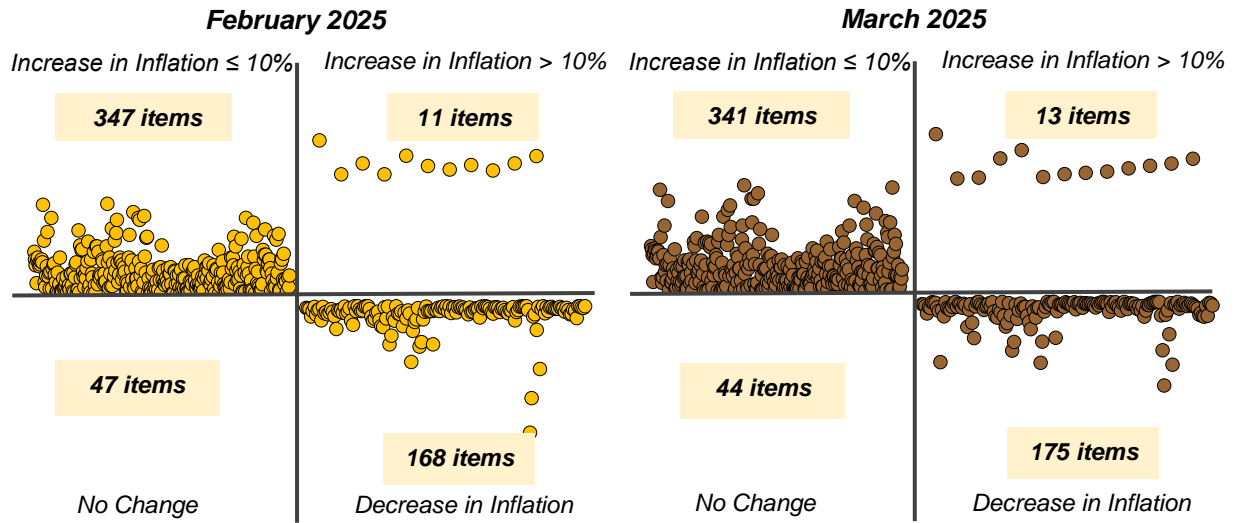 February 2025
Increase in Inflation ≤ 10%
Increase in Inflation > 10%
347 items
11 items
47 items
168 items
No Change
Decrease in Inflation
March 2025
Increase in Inflation ≤ 10%
Increase in Inflation > 10%
341 items
13 items
44 items
175 items
No Change
Decrease in Inflation